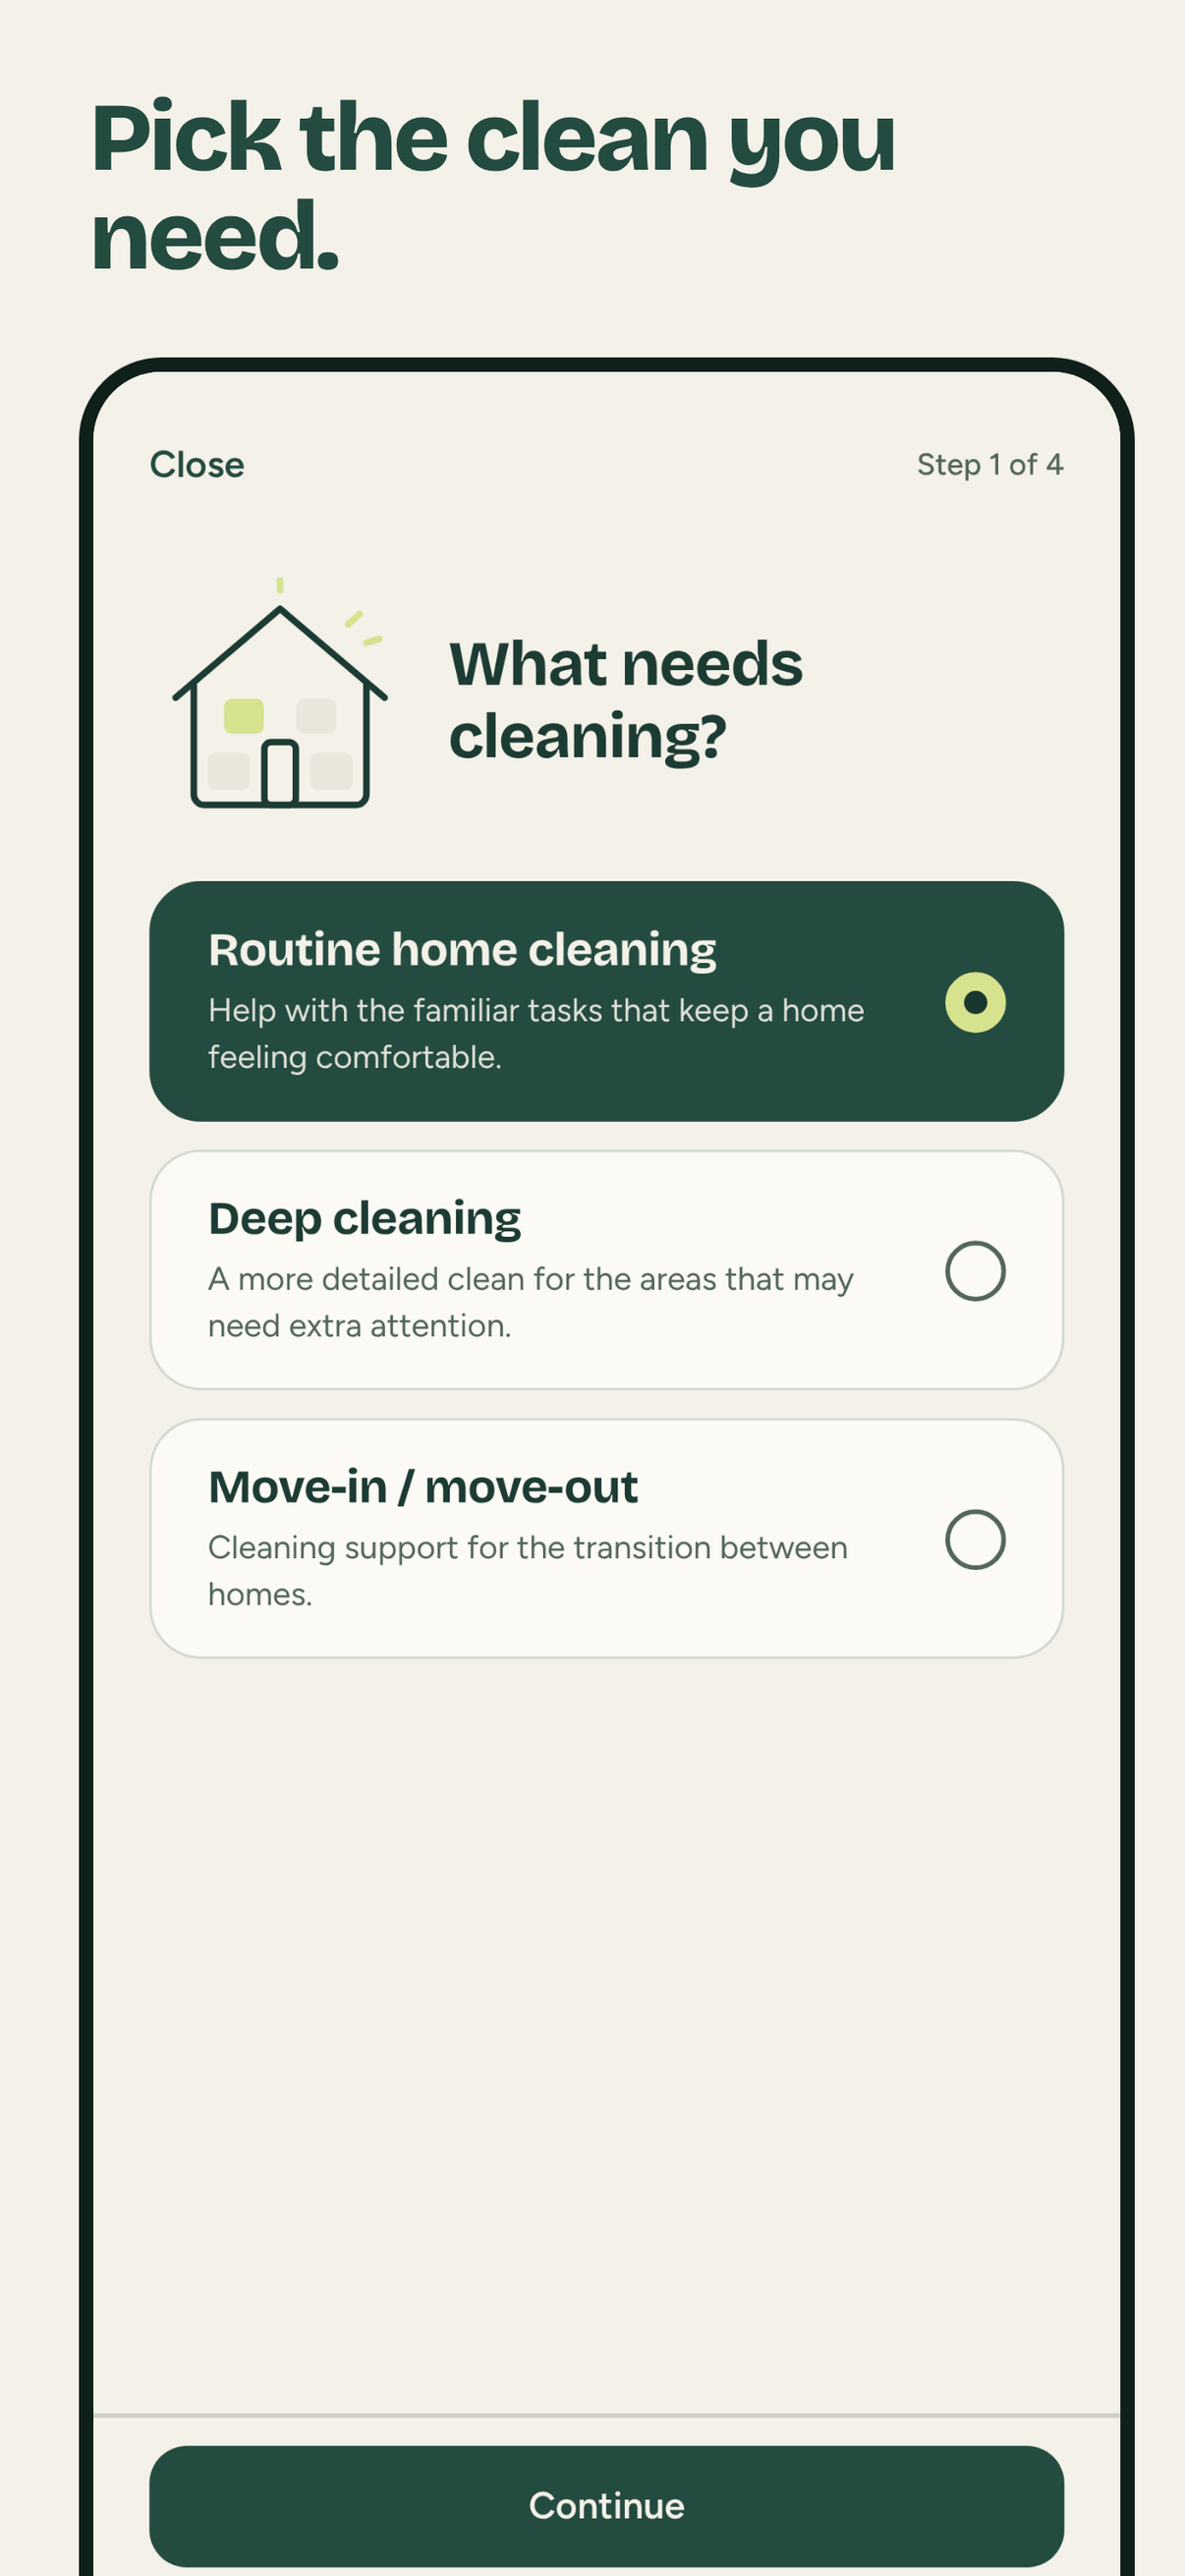 Pick the clean you
need.
Close
Step 1 of 4
What needs
cleaning?
Routine home cleaning
Help with the familiar tasks that keep a home
feeling comfortable.
Deep cleaning
A more detailed clean for the areas that may
need extra attention.
Move-in / move-out
Cleaning support for the transition between
homes.
Continue